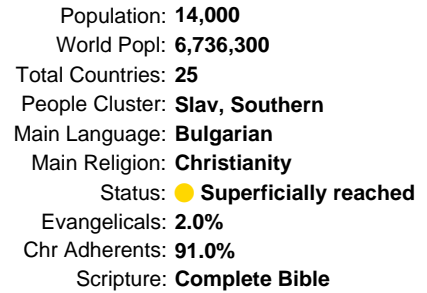 Population: 14,000
World Popl: 6,736,300
Total Countries: 25
People Cluster: Slav, Southern
Main Language: Bulgarian
Main Religion: Christianity
Status: Superficially reached
Evangelicals: 2.0%
Chr Adherents: 91.0%
Scripture: Complete Bible